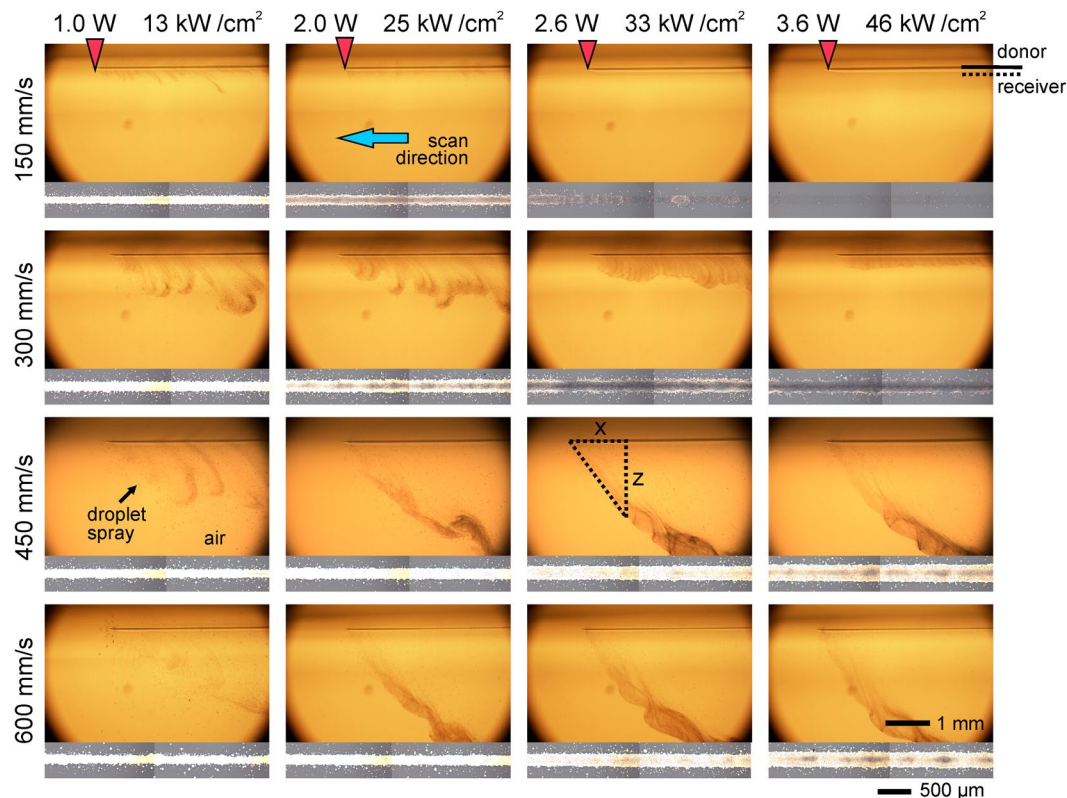 1.0 W 13 kW /cm²
2.0 W 25 kW /cm²
2.6 W 33 kW /cm²
3.6 W 46 kW /cm²
donor
receiver
150 mm/s
scan
direction
300 mm/s
450 mm/s
droplet
spray
air
x
z
600 mm/s
1 mm
500 µm